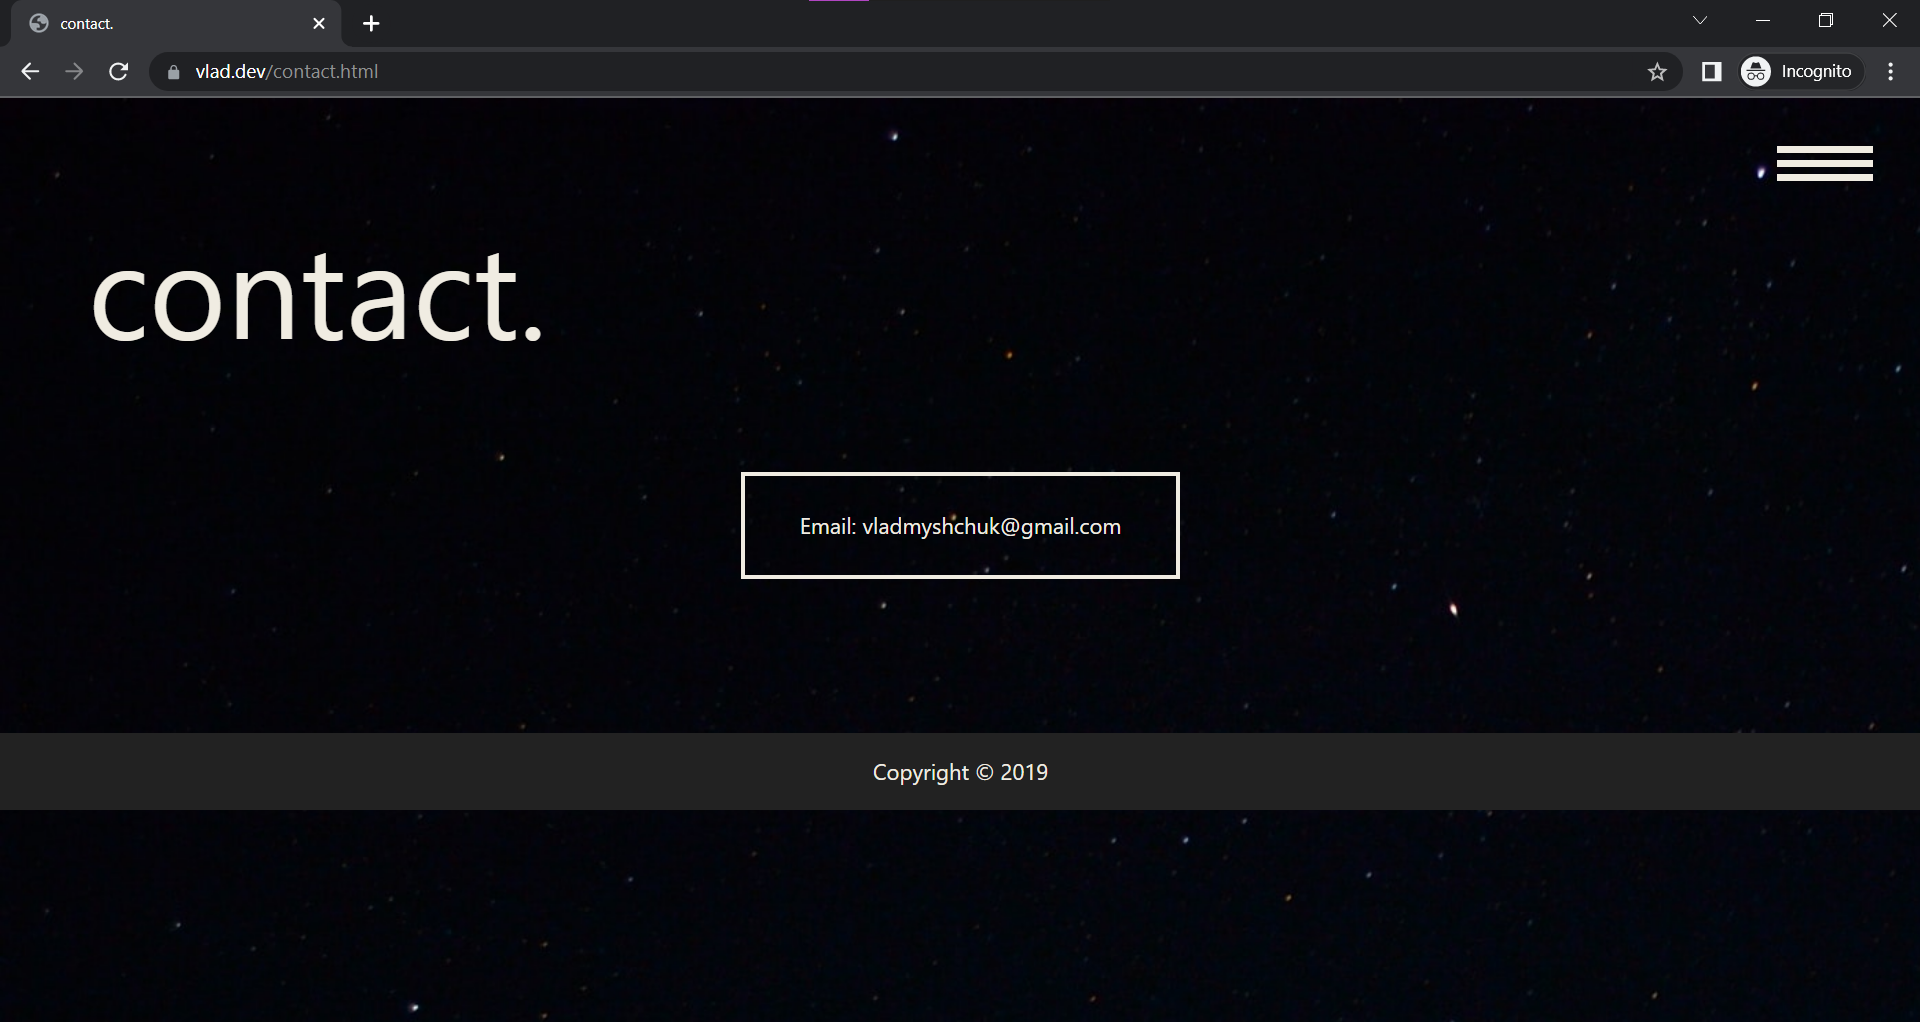 contact.
vlad.dev/contact.html
Incognito
contact.
Email: vladmyshchuk@gmail.com
Copyright © 2019